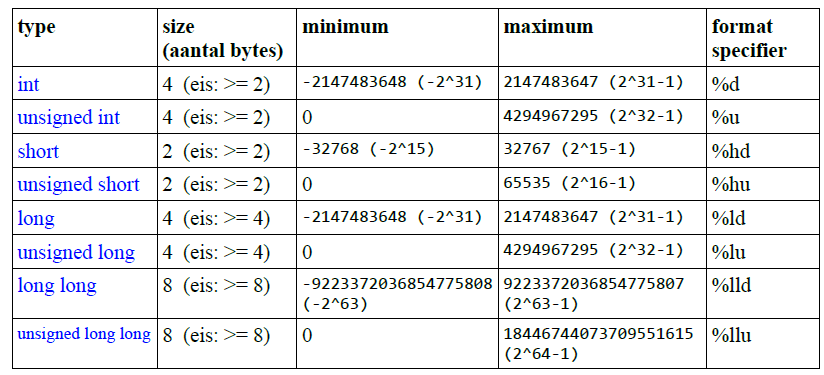 type size minimum maximum format
(aantal bytes) specifier
int 4 (eis: >= 2) -2147483648 (-2^31) 2147483647 (2^31-1) %d
unsigned int 4 (eis: >= 2) 0 4294967295 (2^32-1) %u
short 2 (eis: >= 2) -32768 (-2^15) 32767 (2^15-1) %hd
unsigned short 2 (eis: >= 2) 0 65535 (2^16-1) %hu
long 4 (eis: >= 4) -2147483648 (-2^31) 2147483647 (2^31-1) %ld
unsigned long 4 (eis: >= 4) 0 4294967295 (2^32-1) %lu
long long 8 (eis: >= 8) -9223372036854775808 9223372036854775807 %lld
(-2^63) (2^63-1)
unsigned long long 8 (eis: >= 8) 0 18446744073709551615 %llu
(2^64-1)